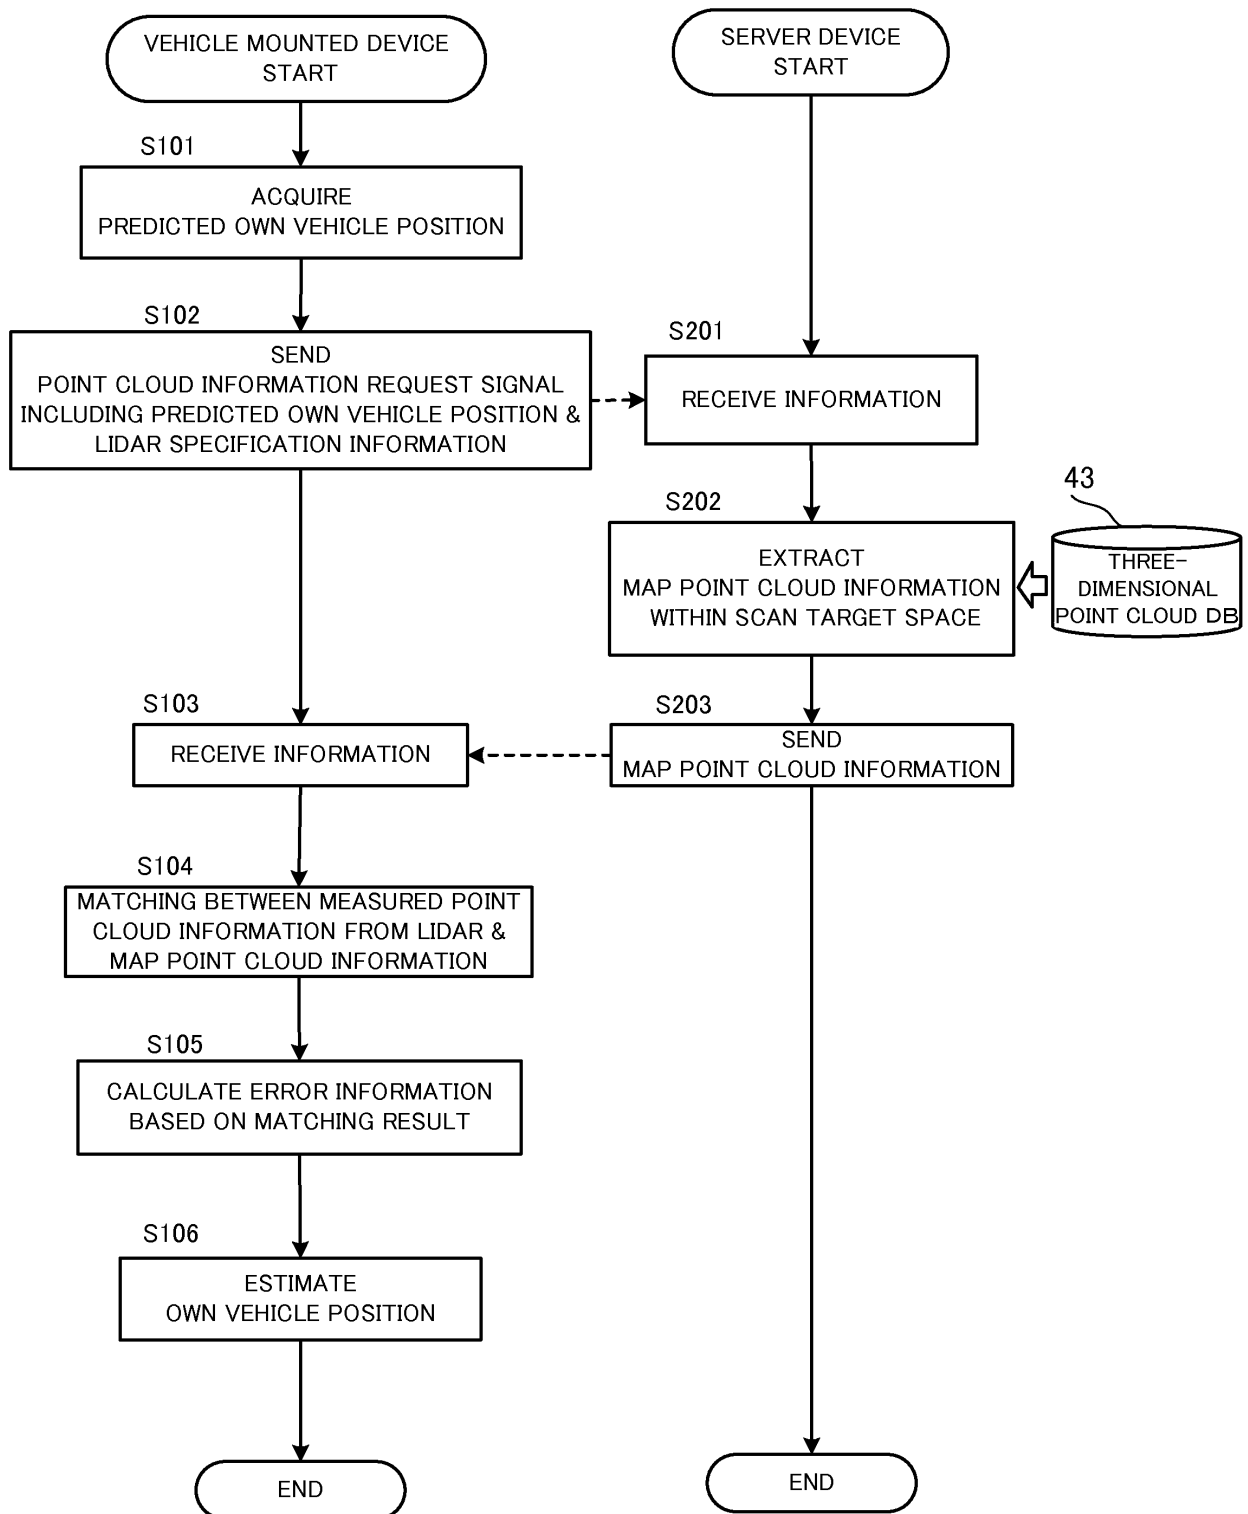 VEHICLE MOUNTED DEVICE
START
S101
ACQUIRE
PREDICTED OWN VEHICLE POSITION
S102
SEND
POINT CLOUD INFORMATION REQUEST SIGNAL
INCLUDING PREDICTED OWN VEHICLE POSITION &
LIDAR SPECIFICATION INFORMATION
S103
RECEIVE INFORMATION
S104
MATCHING BETWEEN MEASURED POINT
CLOUD INFORMATION FROM LIDAR &
MAP POINT CLOUD INFORMATION
S105
CALCULATE ERROR INFORMATION
BASED ON MATCHING RESULT
S106
ESTIMATE
OWN VEHICLE POSITION
END
SERVER DEVICE
START
S201
RECEIVE INFORMATION
S202
EXTRACT
MAP POINT CLOUD INFORMATION
WITHIN SCAN TARGET SPACE
43
THREE-
DIMENSIONAL
POINT CLOUD DB
S203
SEND
MAP POINT CLOUD INFORMATION
END